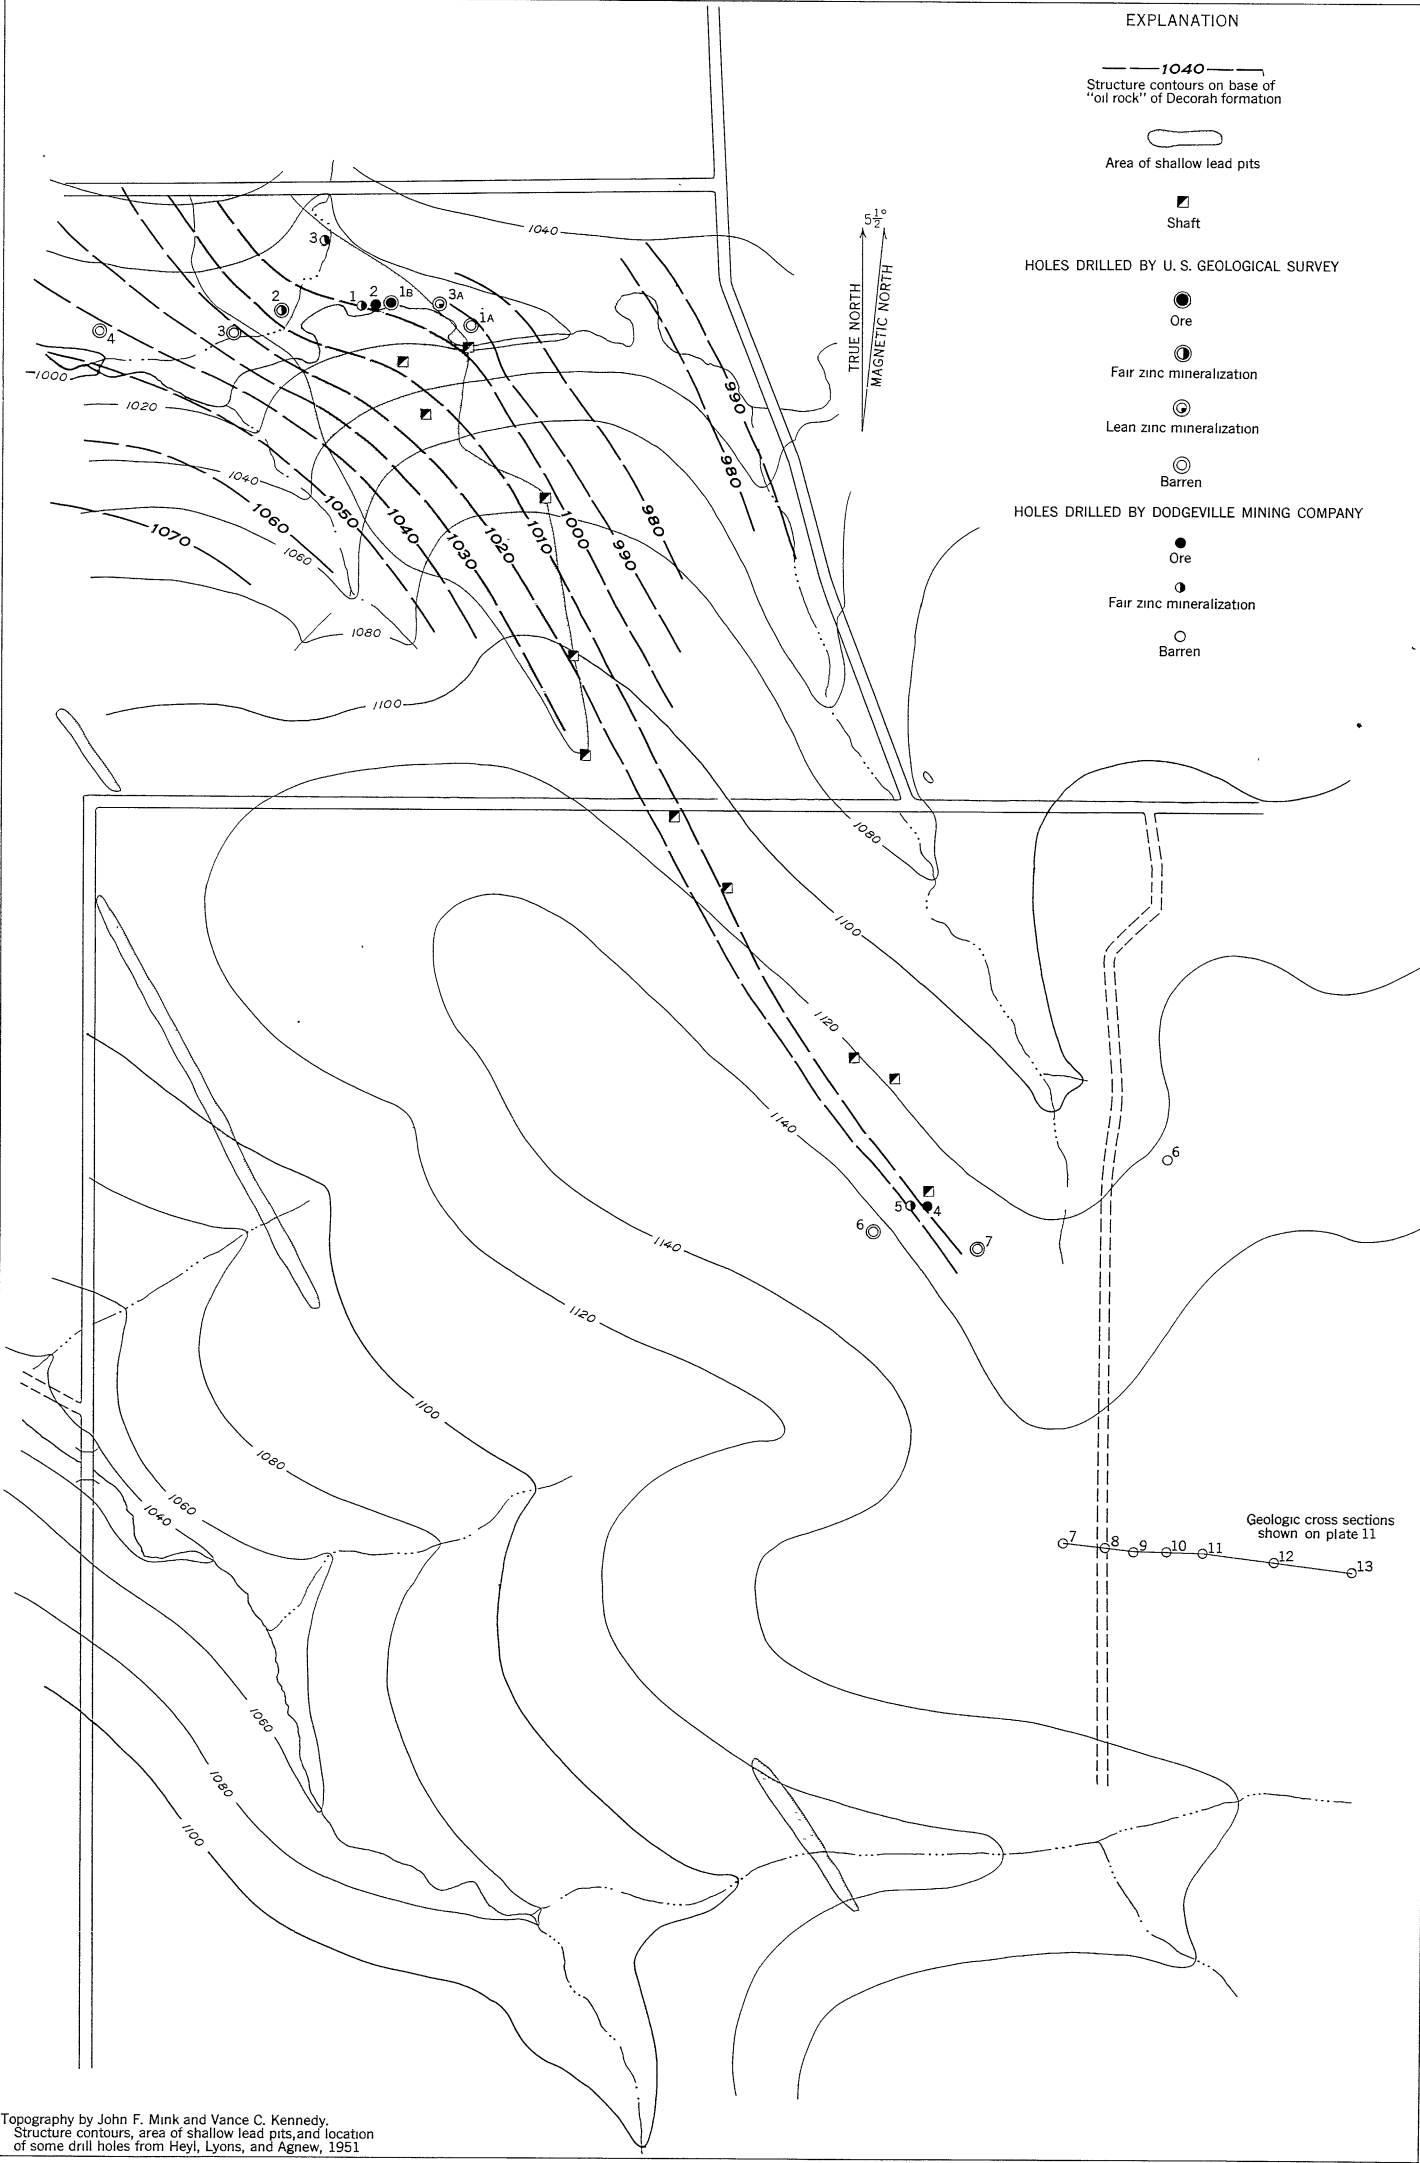 EXPLANATION
1040
Structure contours on base of
"oil rock" of Decorah formation
Area of shallow lead pits
Shaft
HOLES DRILLED BY U. S. GEOLOGICAL SURVEY
Ore
Fair zinc mineralization
Lean zinc mineralization
Barren
HOLES DRILLED BY DODGEVILLE MINING COMPANY
Ore
Fair zinc mineralization
Barren
5½°
TRUE NORTH
MAGNETIC NORTH
1040
3
2
1
2
1B
3A
1A
3
4
1000
1020
990
980
1040
1050
1060
1070
1060
1040
1030
1020
1010
1000
990
980
1080
1100
1080
1100
1120
1140
6
5
4
6
7
1140
1120
1100
1080
1060
1040
Geologic cross sections
shown on plate 11
7
8
9
10
11
12
13
1060
1080
1100
Topography by John F. Mink and Vance C. Kennedy.
Structure contours, area of shallow lead pits, and location
of some drill holes from Heyl, Lyons, and Agnew, 1951